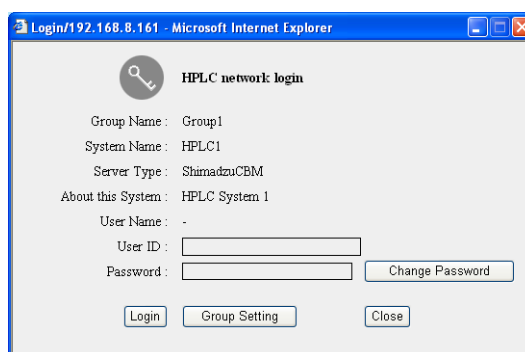 Login/192.168.8.161 - Microsoft Internet Explorer
HPLC network login
Group Name : Group1
System Name : HPLC1
Server Type : ShimadzuCBM
About this System : HPLC System 1
User Name : -
User ID :
Password : Change Password
Login Group Setting Close